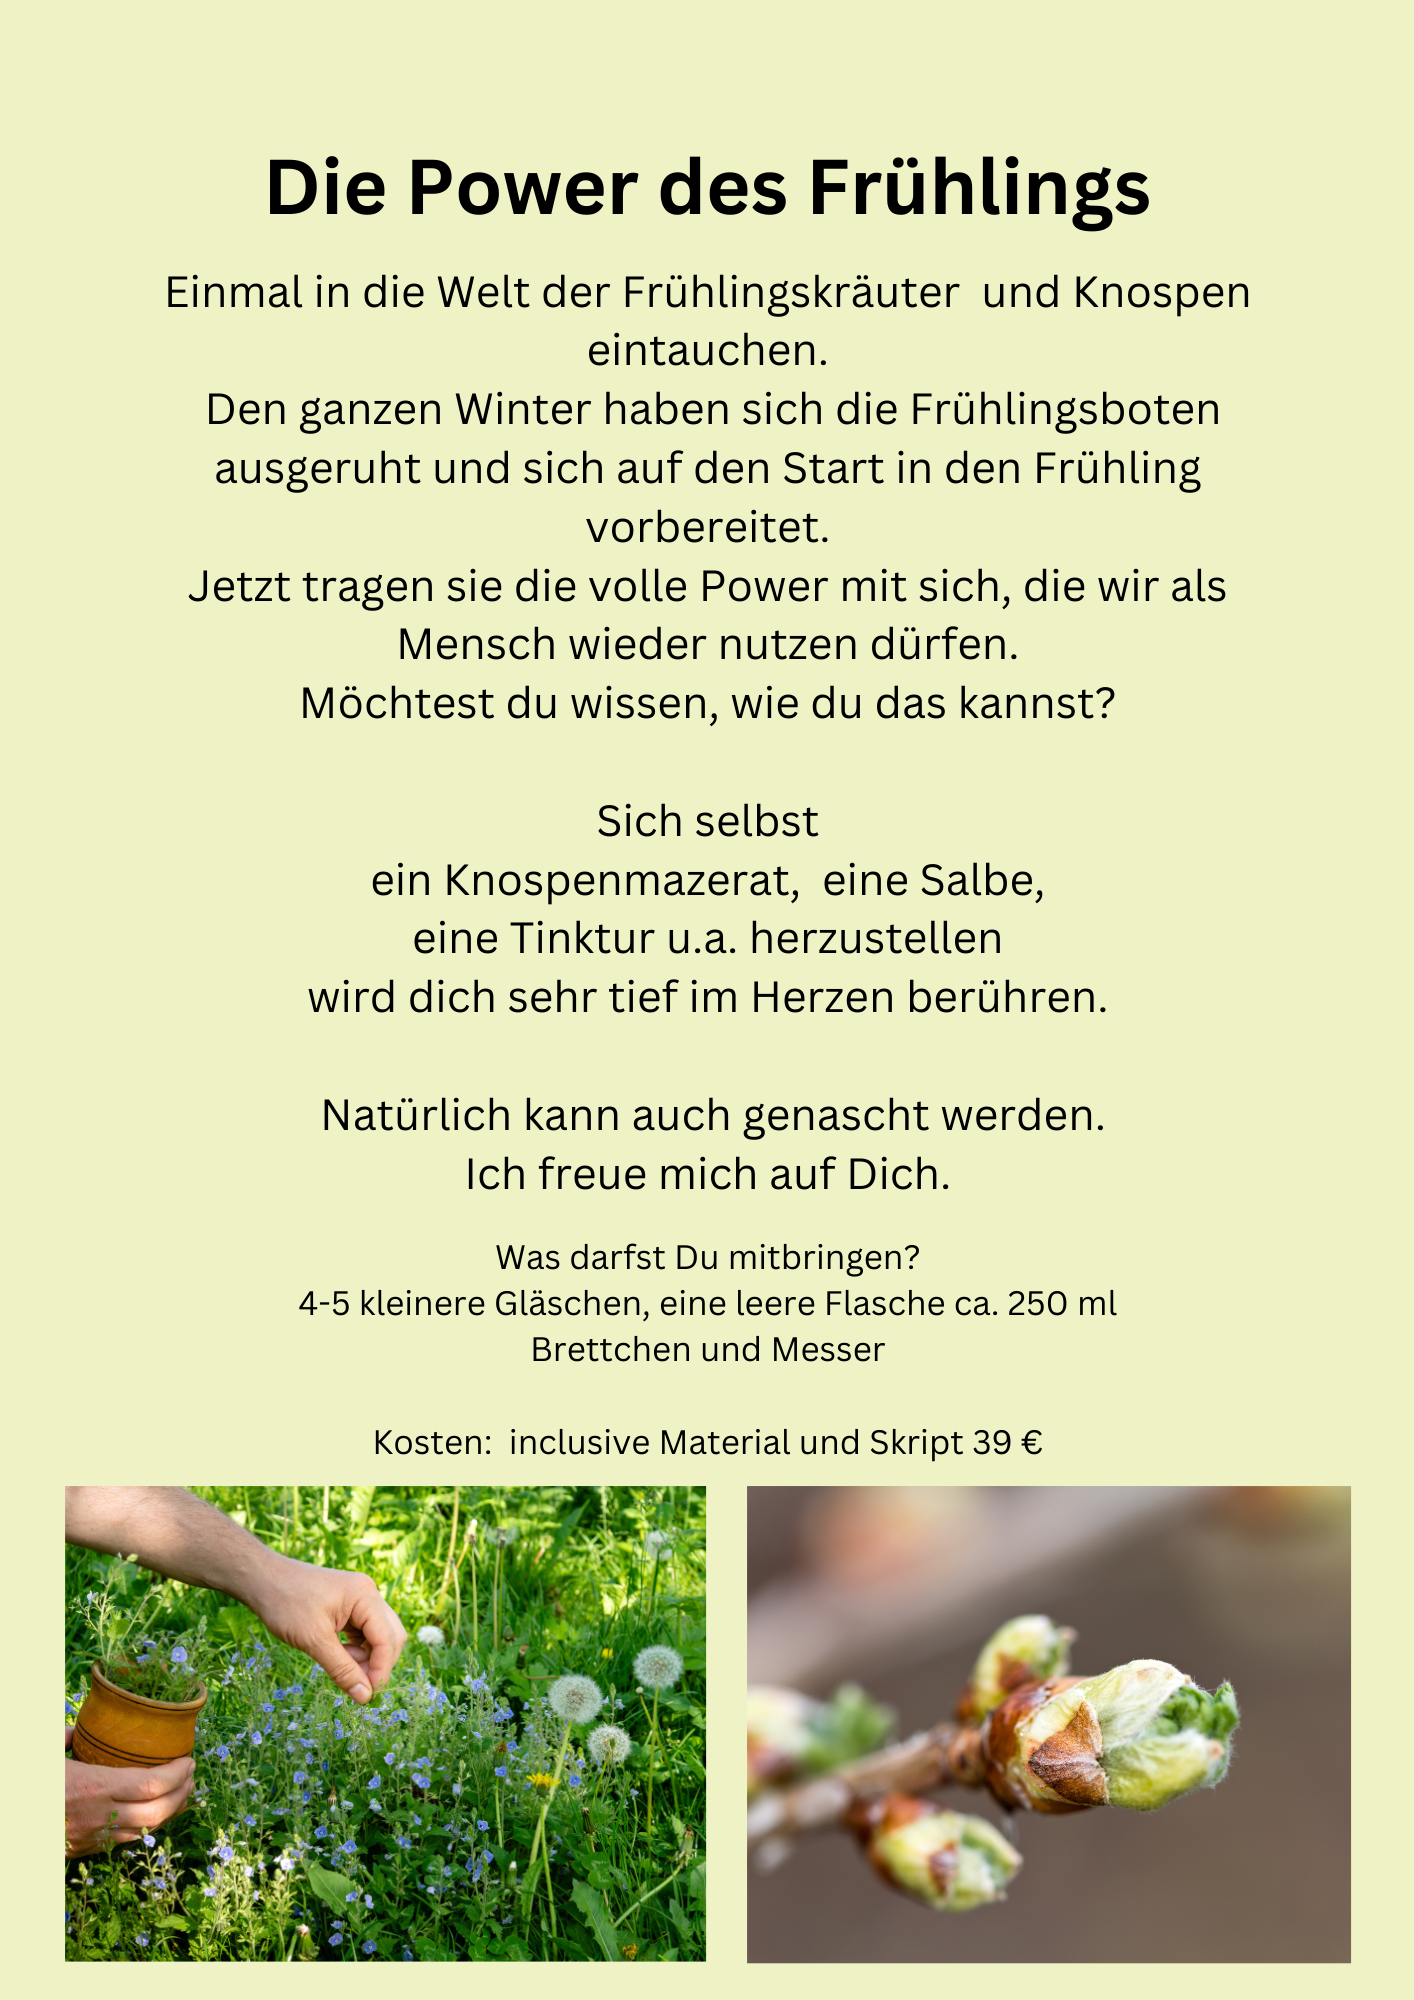 Die Power des Frühlings
Einmal in die Welt der Frühlingskräuter  und Knospen
eintauchen.
Den ganzen Winter haben sich die Frühlingsboten
ausgeruht und sich auf den Start in den Frühling
vorbereitet.
Jetzt tragen sie die volle Power mit sich, die wir als
Mensch wieder nutzen dürfen.
Möchtest du wissen, wie du das kannst?
Sich selbst
ein Knospenmazerat,  eine Salbe,
eine Tinktur u.a. herzustellen
wird dich sehr tief im Herzen berühren.
Natürlich kann auch genascht werden.
Ich freue mich auf Dich.
Was darfst Du mitbringen?
4-5 kleinere Gläschen, eine leere Flasche ca. 250 ml
Brettchen und Messer
Kosten:  inclusive Material und Skript 39 €